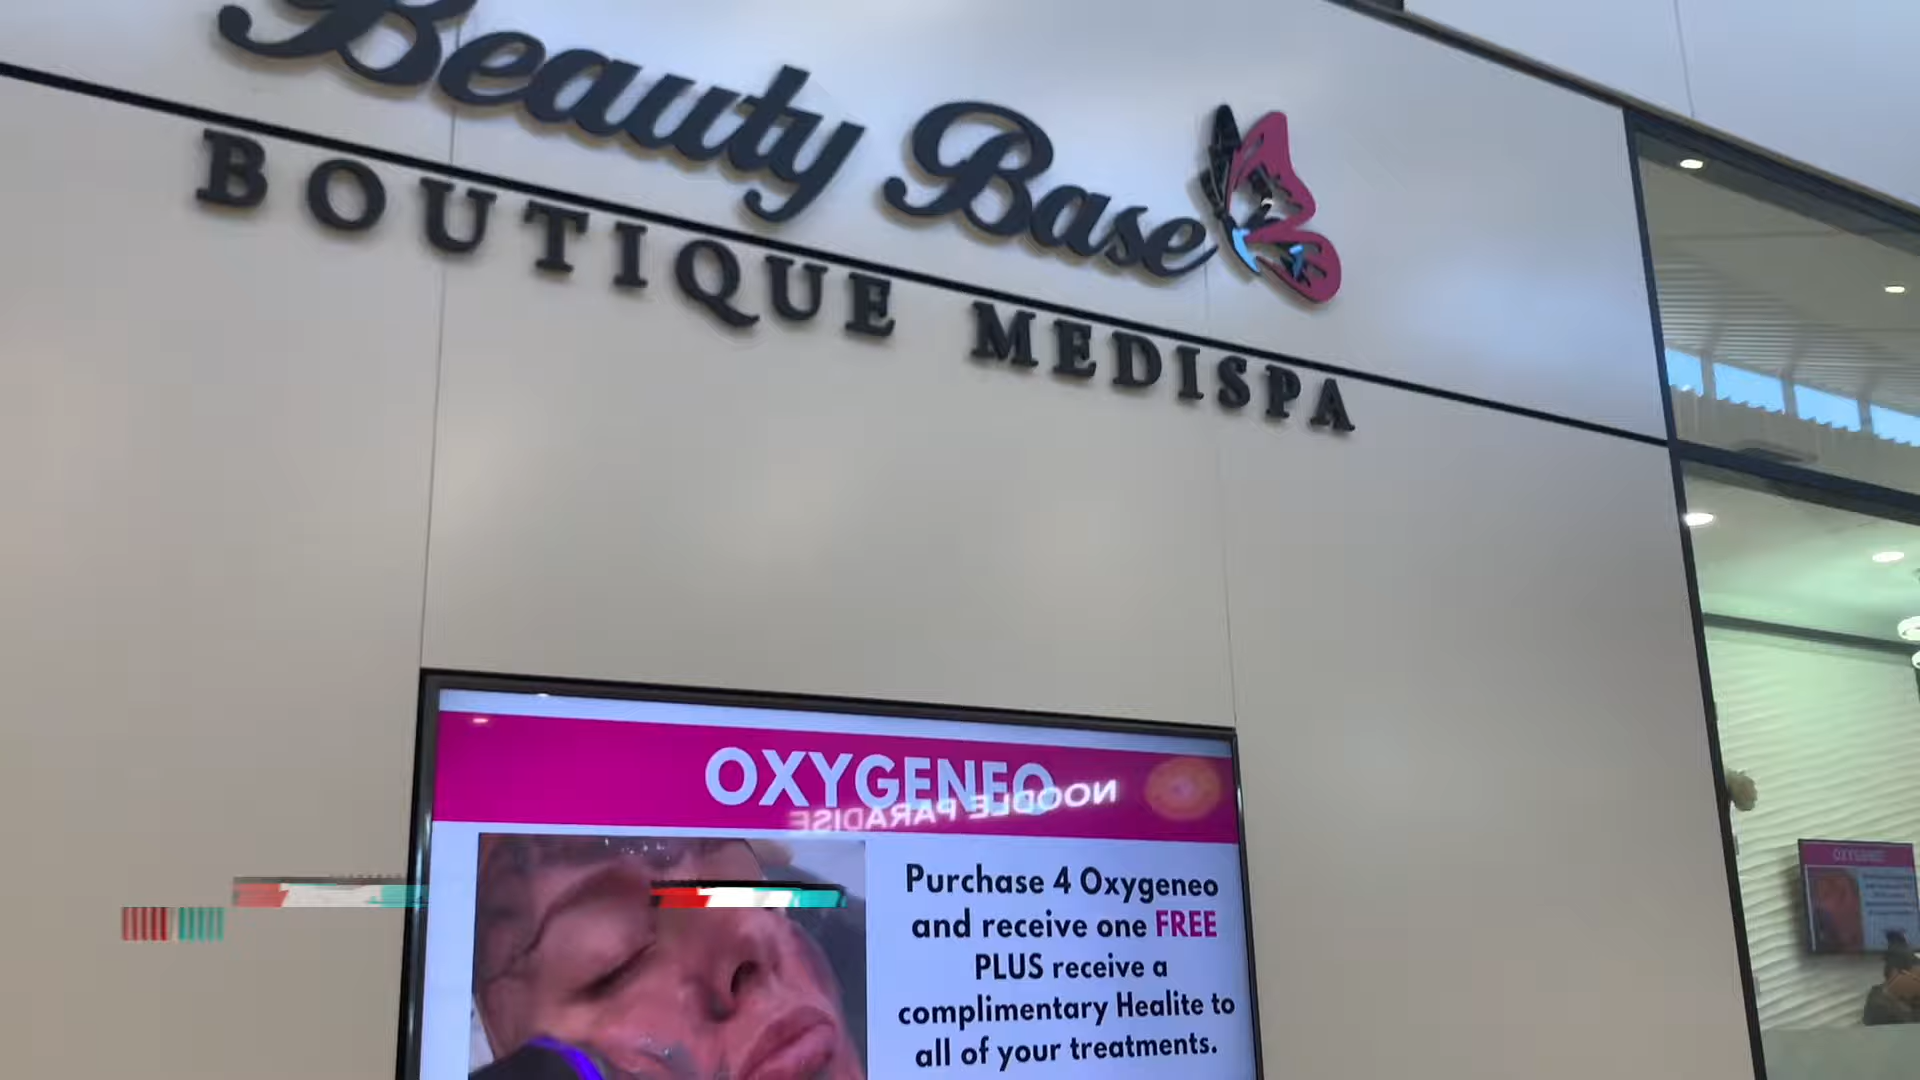 Beauty Base
BOUTIQUE MEDISPA
OXYGENEO
NOODLE PARADISE
Purchase 4 Oxygeneo
and receive one FREE
PLUS receive a
complimentary Healite to
all of your treatments.
OXYGENEO